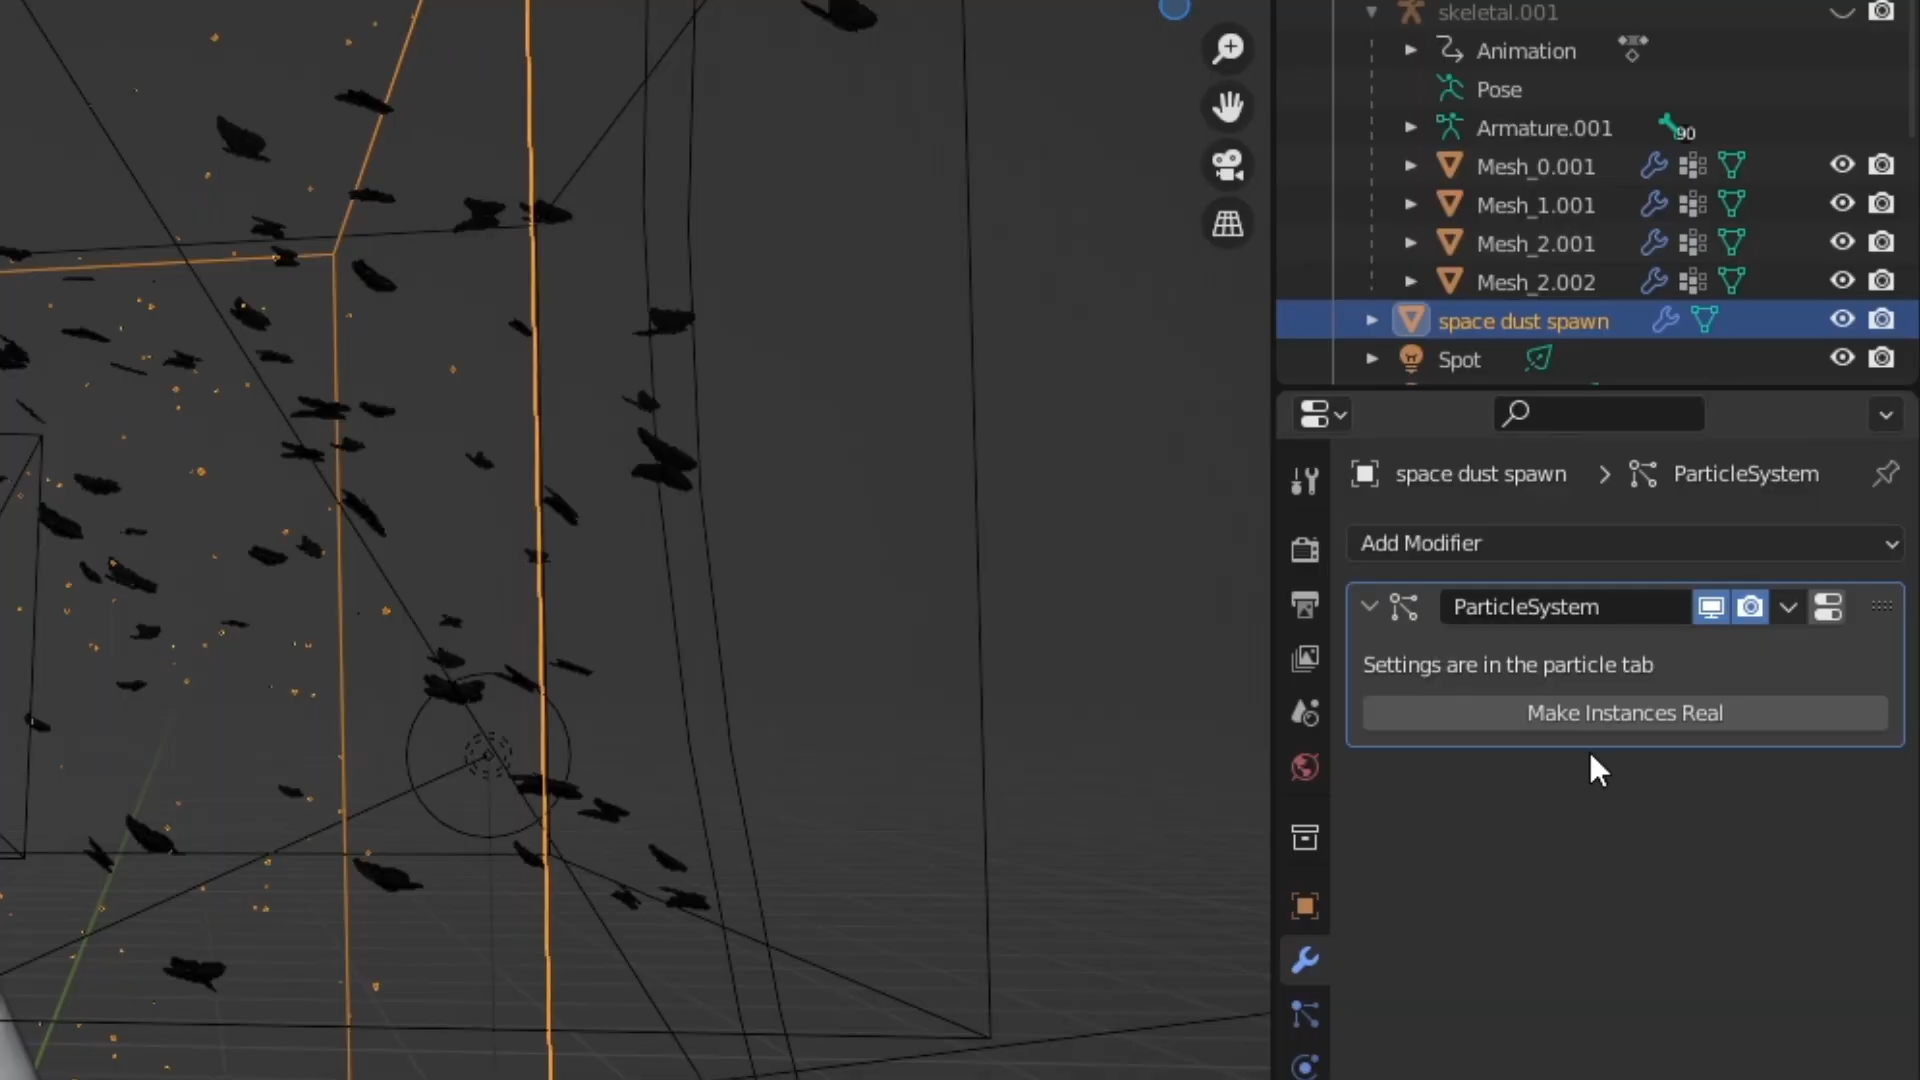 skeletal.001
Animation
Pose
Armature.001 90
Mesh_0.001
Mesh_1.001
Mesh_2.001
Mesh_2.002
space dust spawn
Spot
space dust spawn > ParticleSystem
Add Modifier
ParticleSystem
Settings are in the particle tab
Make Instances Real